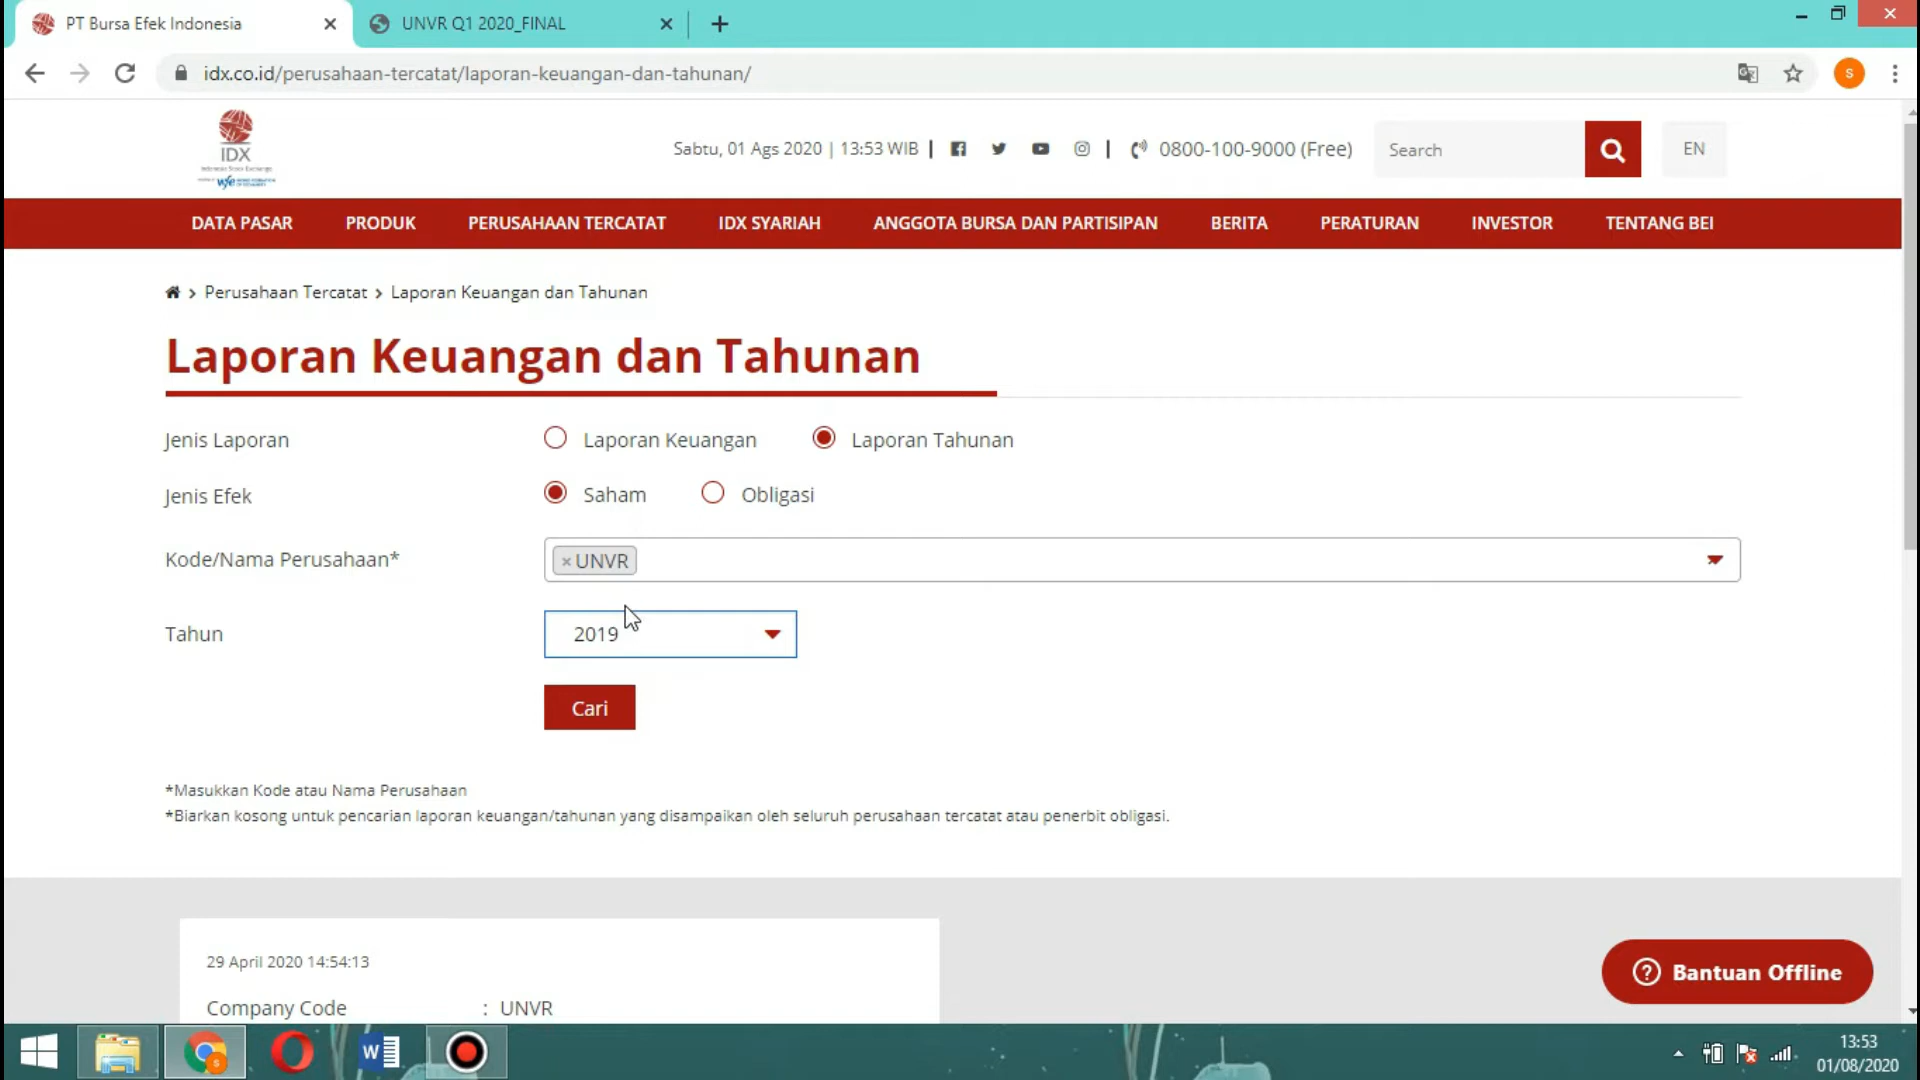 PT Bursa Efek Indonesia
UNVR Q1 2020_FINAL
idx.co.id/perusahaan-tercatat/laporan-keuangan-dan-tahunan/
S
IDX
Indonesia Stock Exchange
wfe
Sabtu, 01 Ags 2020 | 13:53 WIB
0800-100-9000 (Free)
Search
EN
DATA PASAR
PRODUK
PERUSAHAAN TERCATAT
IDX SYARIAH
ANGGOTA BURSA DAN PARTISIPAN
BERITA
PERATURAN
INVESTOR
TENTANG BEI
Perusahaan Tercatat > Laporan Keuangan dan Tahunan
Laporan Keuangan dan Tahunan
Jenis Laporan
Laporan Keuangan
Laporan Tahunan
Jenis Efek
Saham
Obligasi
Kode/Nama Perusahaan*
×UNVR
Tahun
2019
Cari
*Masukkan Kode atau Nama Perusahaan
*Biarkan kosong untuk pencarian laporan keuangan/tahunan yang disampaikan oleh seluruh perusahaan tercatat atau penerbit obligasi.
29 April 2020 14:54:13
Company Code : UNVR
Bantuan Offline
13:53
01/08/2020